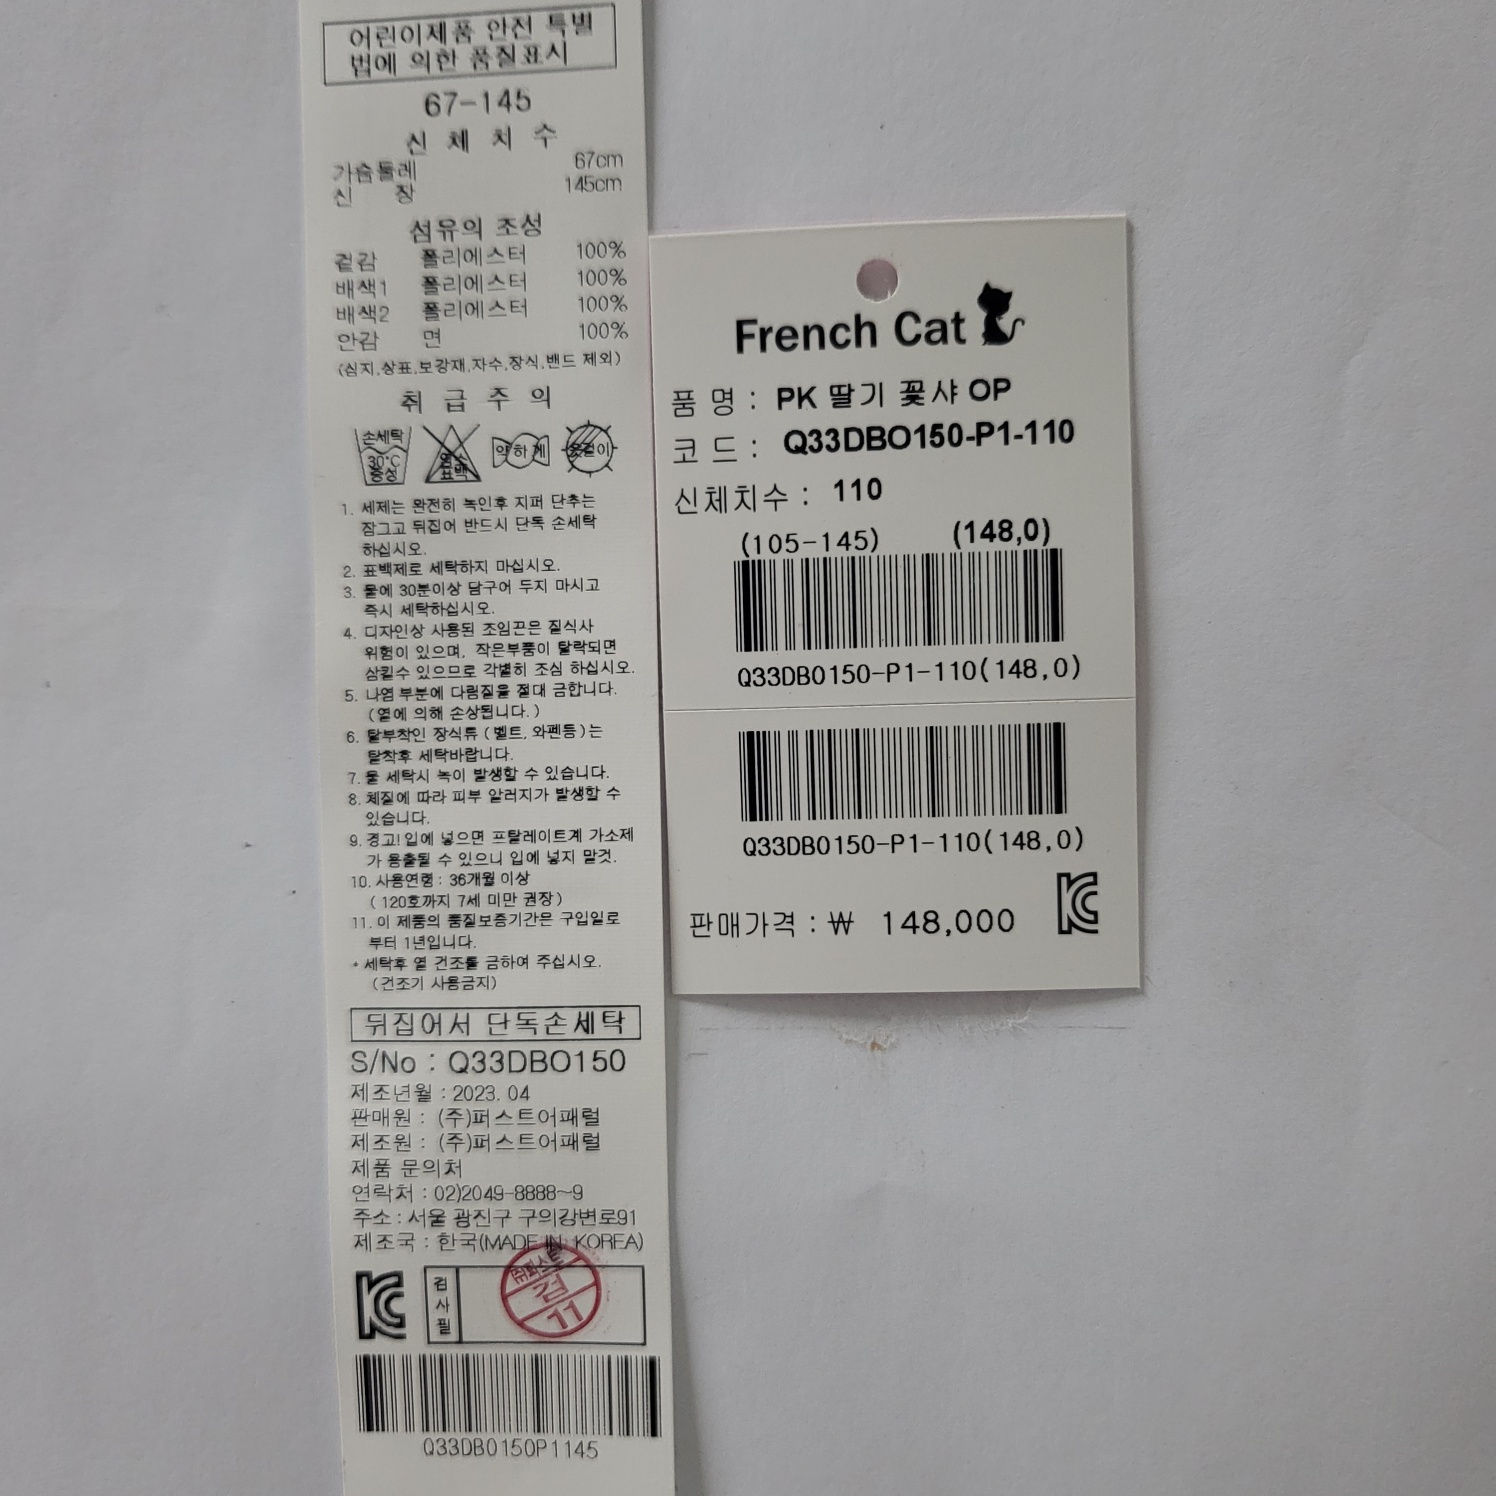 어린이제품 안전 특별
법에 의한 품질표시
67-145
신 체 치 수
가슴둘레 67cm
신 장 145cm
섬유의 조성
겉감 폴리에스터 100%
배색1 폴리에스터 100%
배색2 폴리에스터 100%
안감 면 100%
(심지,상표,보강재,자수,장식,밴드 제외)
취 급 주 의
손세탁
30°C
중성
염소
표백
약하게
옷걸이
1. 세제는 완전히 녹인후 지퍼 단추는
잠그고 뒤집어 반드시 단독 손세탁
하십시오.
2. 표백제로 세탁하지 마십시오.
3. 물에 30분이상 담구어 두지 마시고
즉시 세탁하십시오.
4. 디자인상 사용된 조임끈은 질식사
위험이 있으며, 작은부품이 탈락되면
삼킬수 있으므로 각별히 조심 하십시오.
5. 나염 부분에 다림질을 절대 금합니다.
(열에 의해 손상됩니다.)
6. 탈부착인 장식류 (벨트, 와펜등)는
탈착후 세탁바랍니다.
7. 물 세탁시 녹이 발생할 수 있습니다.
8. 체질에 따라 피부 알러지가 발생할 수
있습니다.
9. 경고! 입에 넣으면 프탈레이트계 가소제
가 용출될 수 있으니 입에 넣지 말것.
10. 사용연령 : 36개월 이상
( 120호까지 7세 미만 권장)
11. 이 제품의 품질보증기간은 구입일로
부터 1년입니다.
* 세탁후 열 건조를 금하여 주십시오.
(건조기 사용금지)
뒤집어서 단독손세탁
S/No : Q33DBO150
제조년월 : 2023. 04
판매원 : (주)퍼스트어패럴
제조원 : (주)퍼스트어패럴
제품 문의처
연락처 : 02)2049-8888~9
주소 : 서울 광진구 구의강변로91
제조국 : 한국(MADE IN KOREA)
검사필
㈜퍼스트
검
11
Q33DBO150P1145
French Cat
품 명 : PK 딸기 꽃샤 OP
코 드 : Q33DBO150-P1-110
신체치수 : 110
(105-145) (148,0)
Q33DBO150-P1-110(148,0)
Q33DBO150-P1-110(148,0)
판매가격 : ₩ 148,000